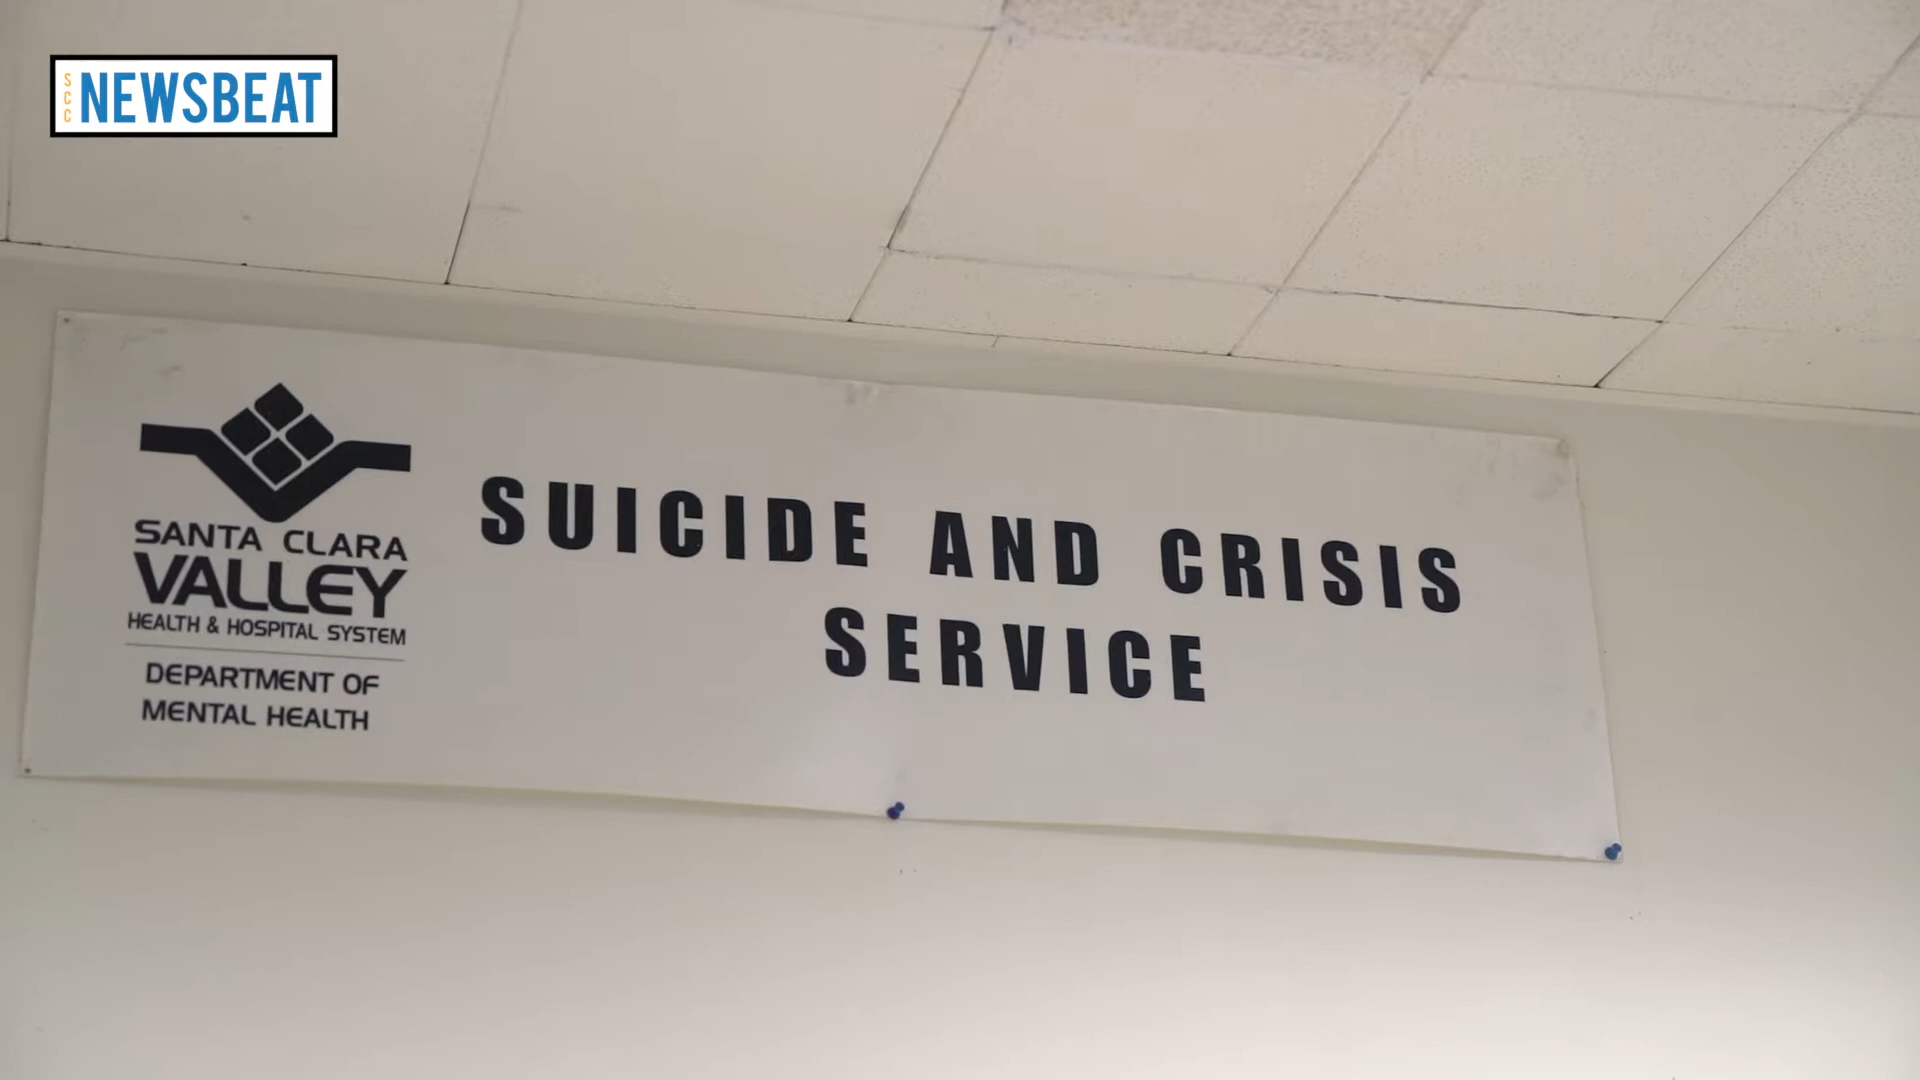 SCC NEWSBEAT
SANTA CLARA
VALLEY
HEALTH & HOSPITAL SYSTEM
DEPARTMENT OF
MENTAL HEALTH
SUICIDE AND CRISIS
SERVICE